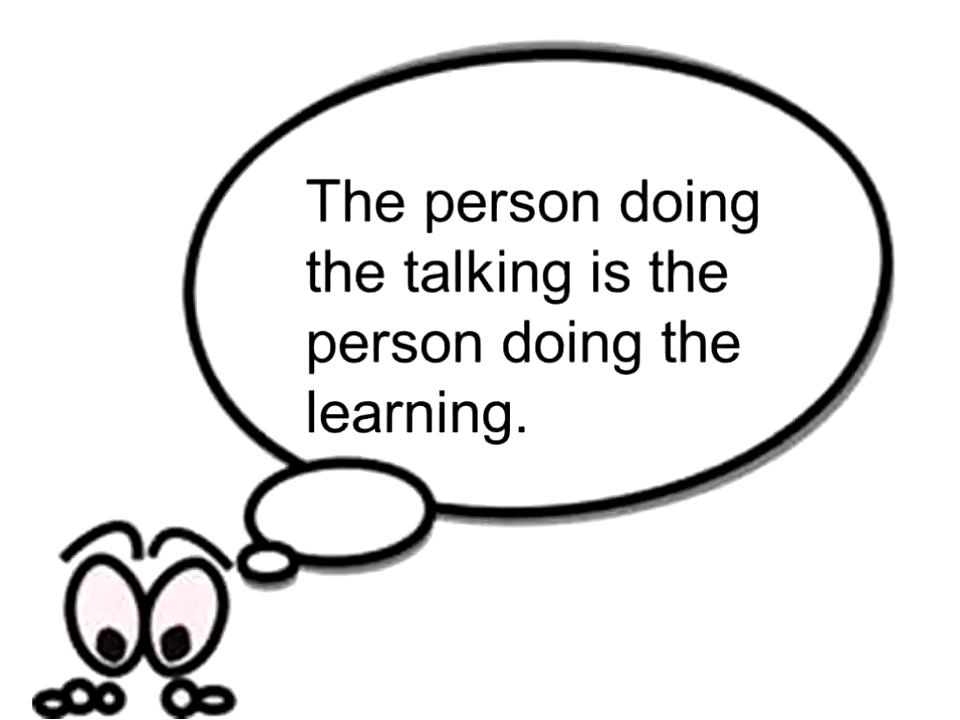 The person doing
the talking is the
person doing the
learning.